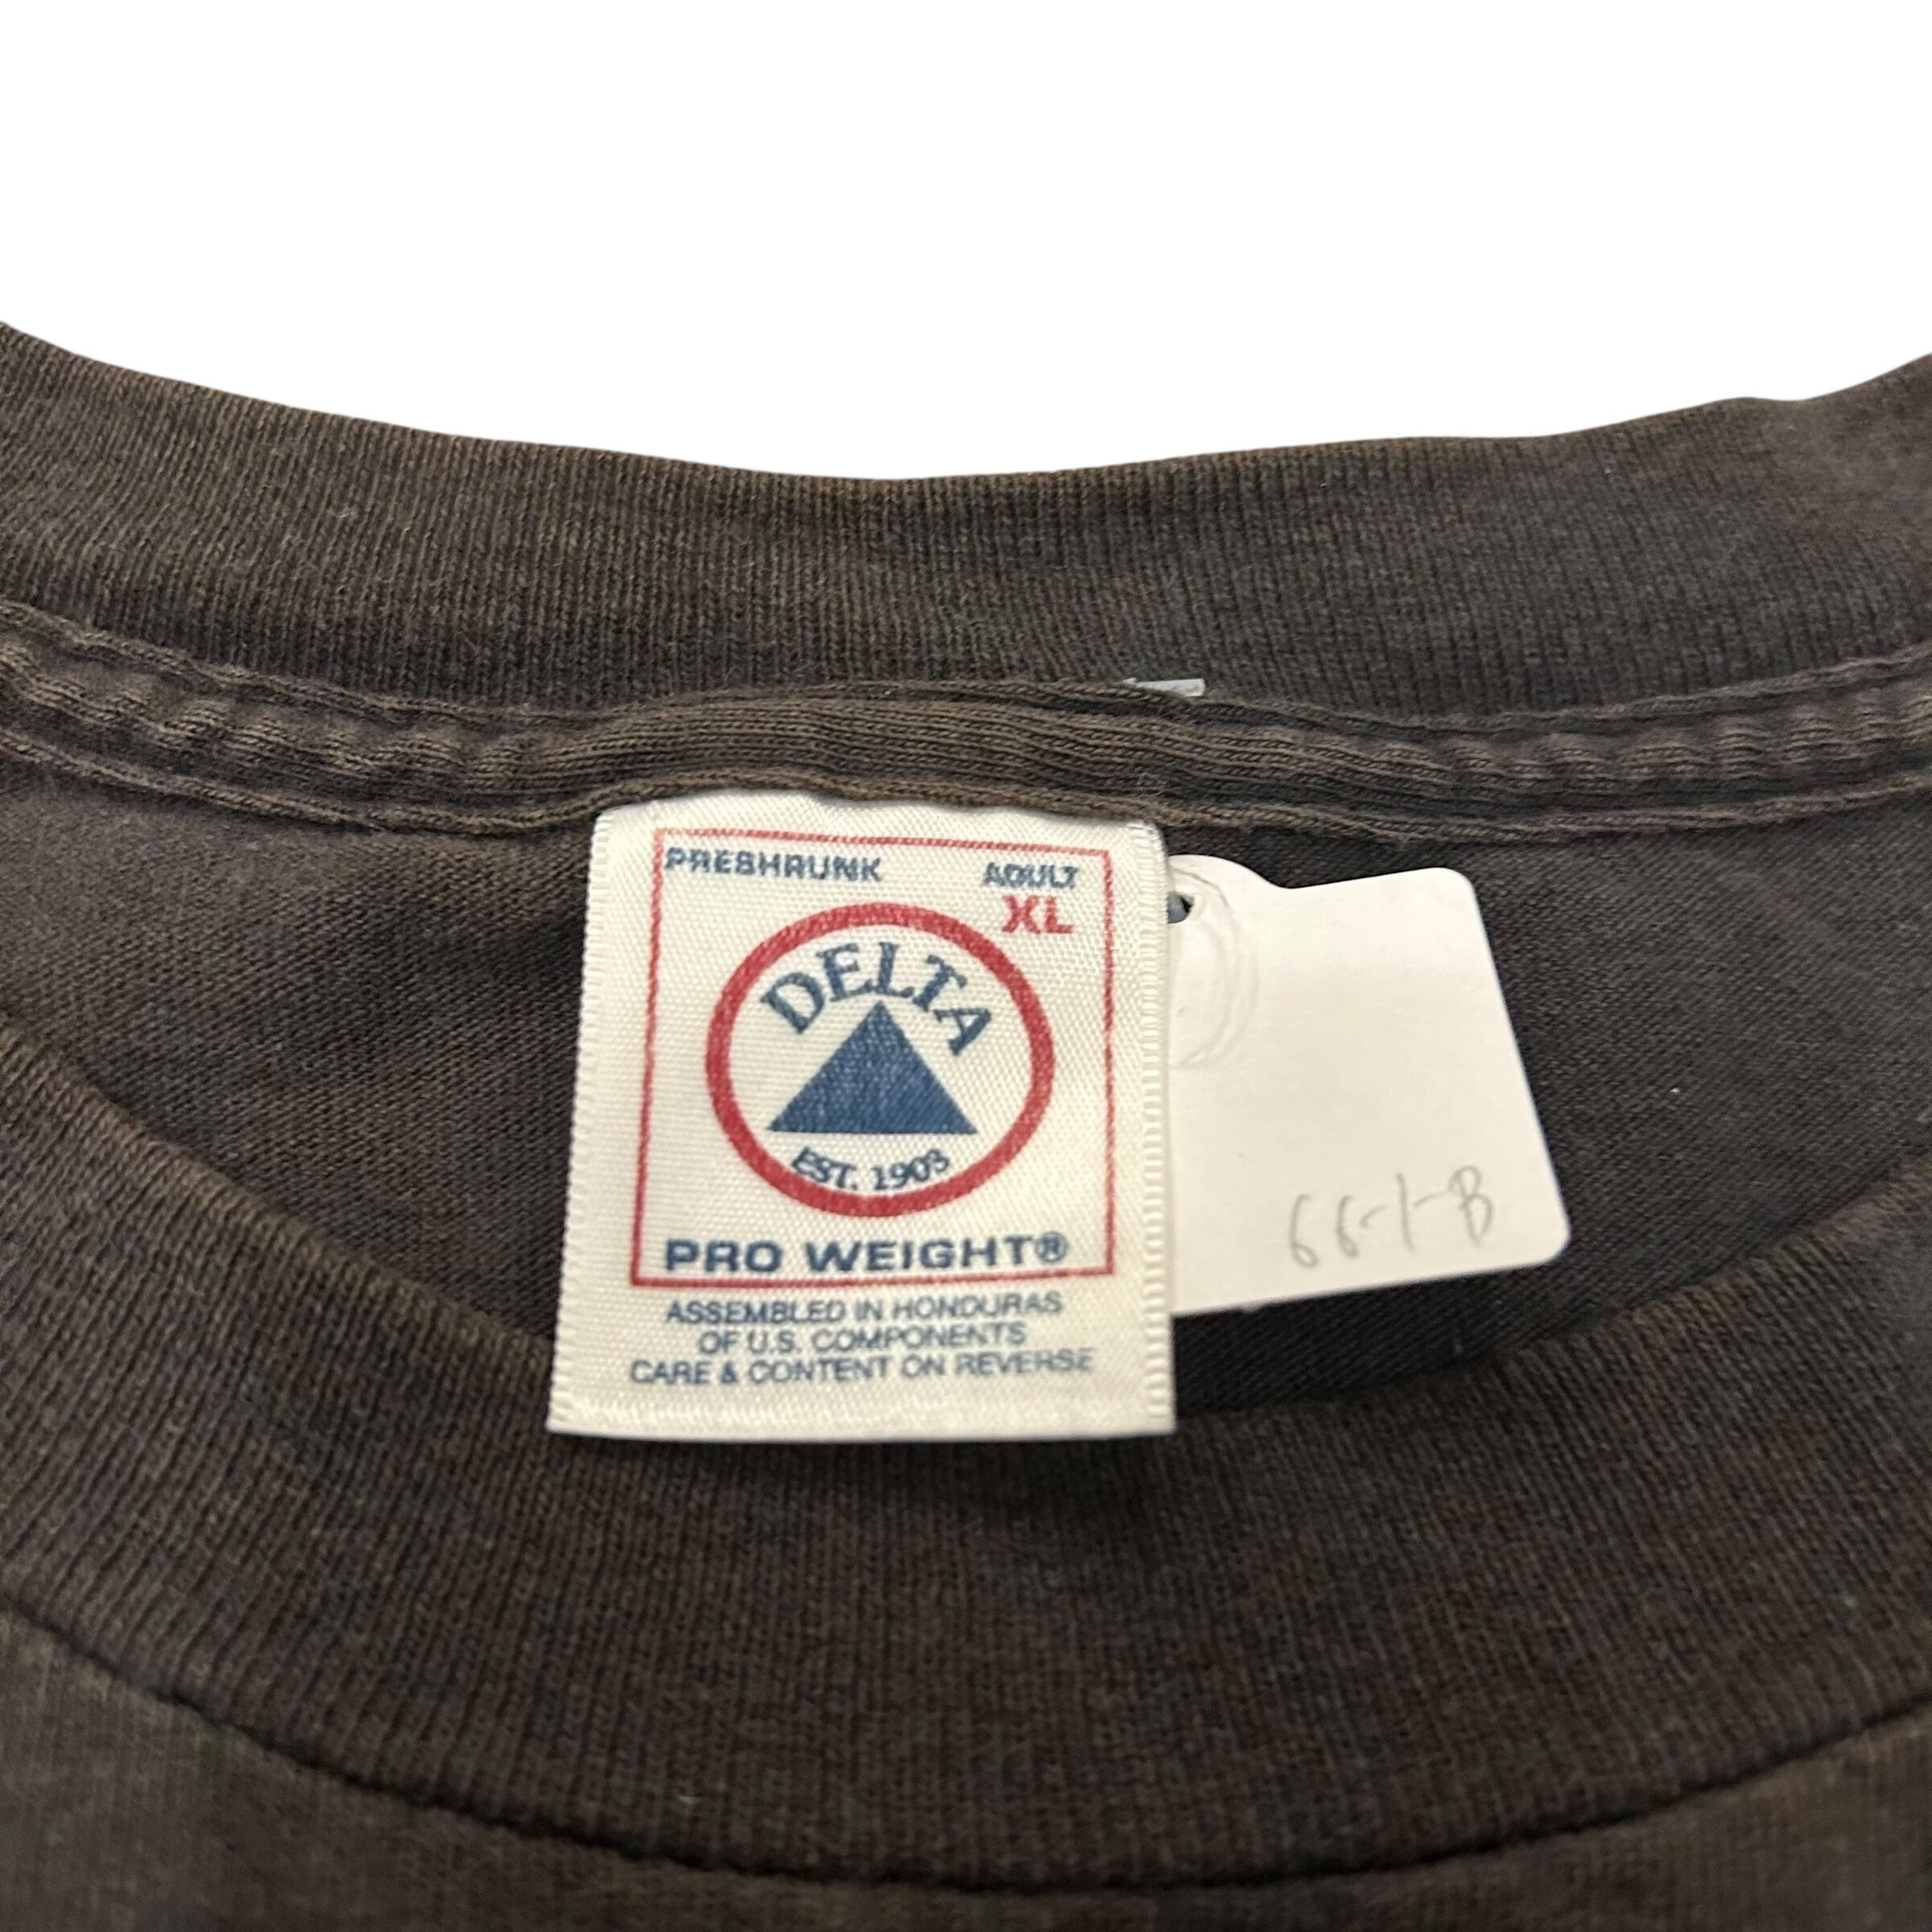 PRESHRUNK ADULT
XL
DELTA
EST. 1903
PRO WEIGHT®
ASSEMBLED IN HONDURAS
OF U.S. COMPONENTS
CARE & CONTENT ON REVERSE
66-1-B